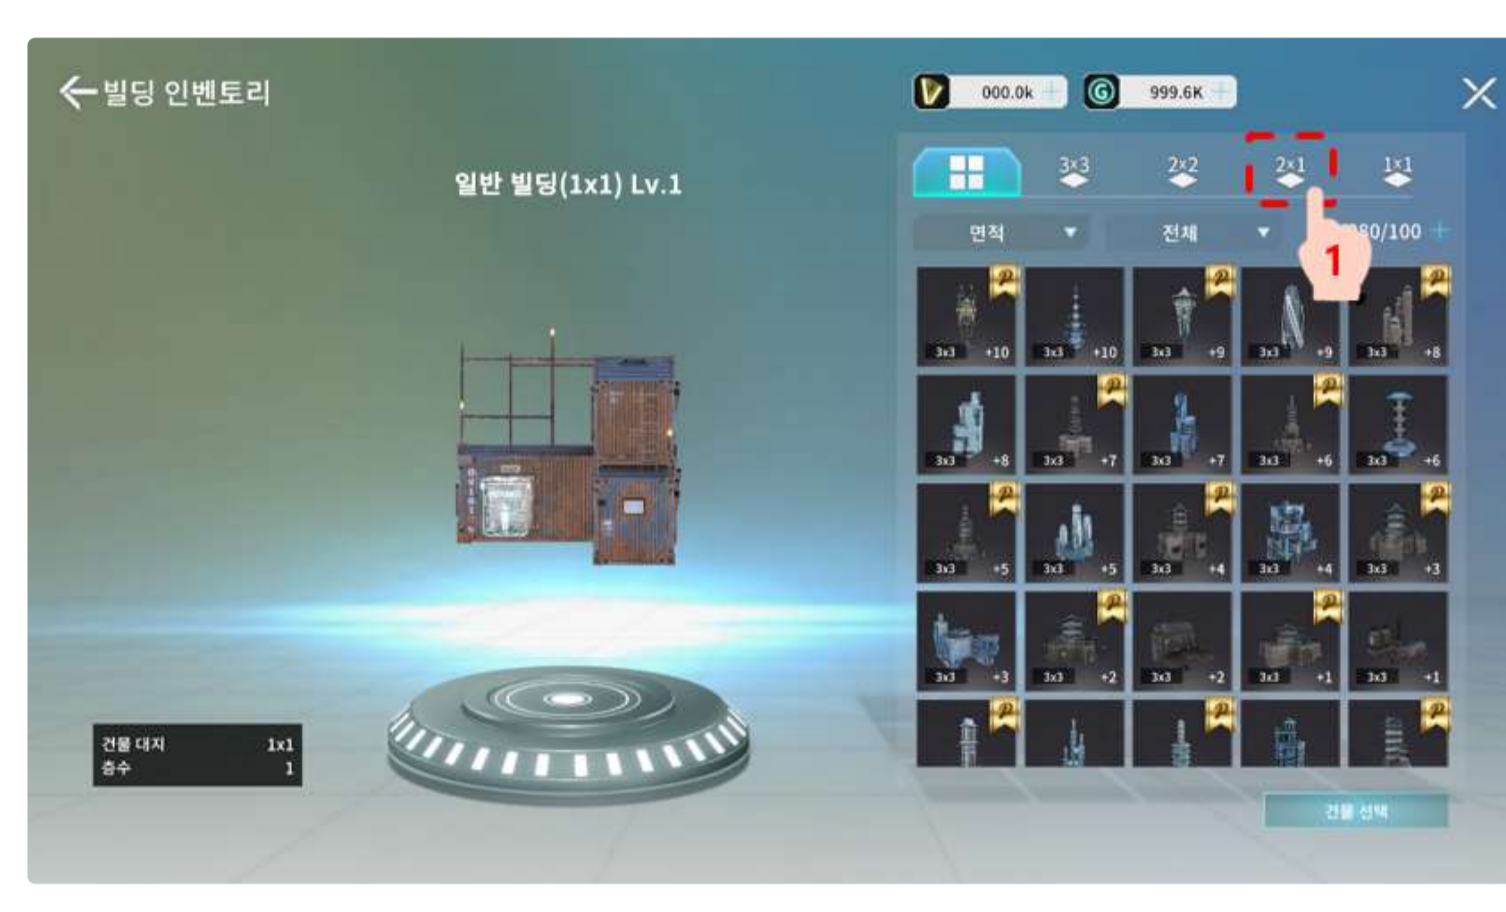 빌딩 인벤토리
000.0k
999.6K
일반 빌딩(1x1) Lv.1
3x3
2x2
2x1
1x1
면적
전체
80/100
1
3x3 +10
3x3 +10
3x3 +9
3x3 +9
3x3 +8
3x3 +8
3x3 +7
3x3 +7
3x3 +6
3x3 +6
3x3 +5
3x3 +5
3x3 +4
3x3 +4
3x3 +3
3x3 +3
3x3 +2
3x3 +2
3x3 +1
3x3 +1
건물 대지 1x1
층수 1
건물 선택